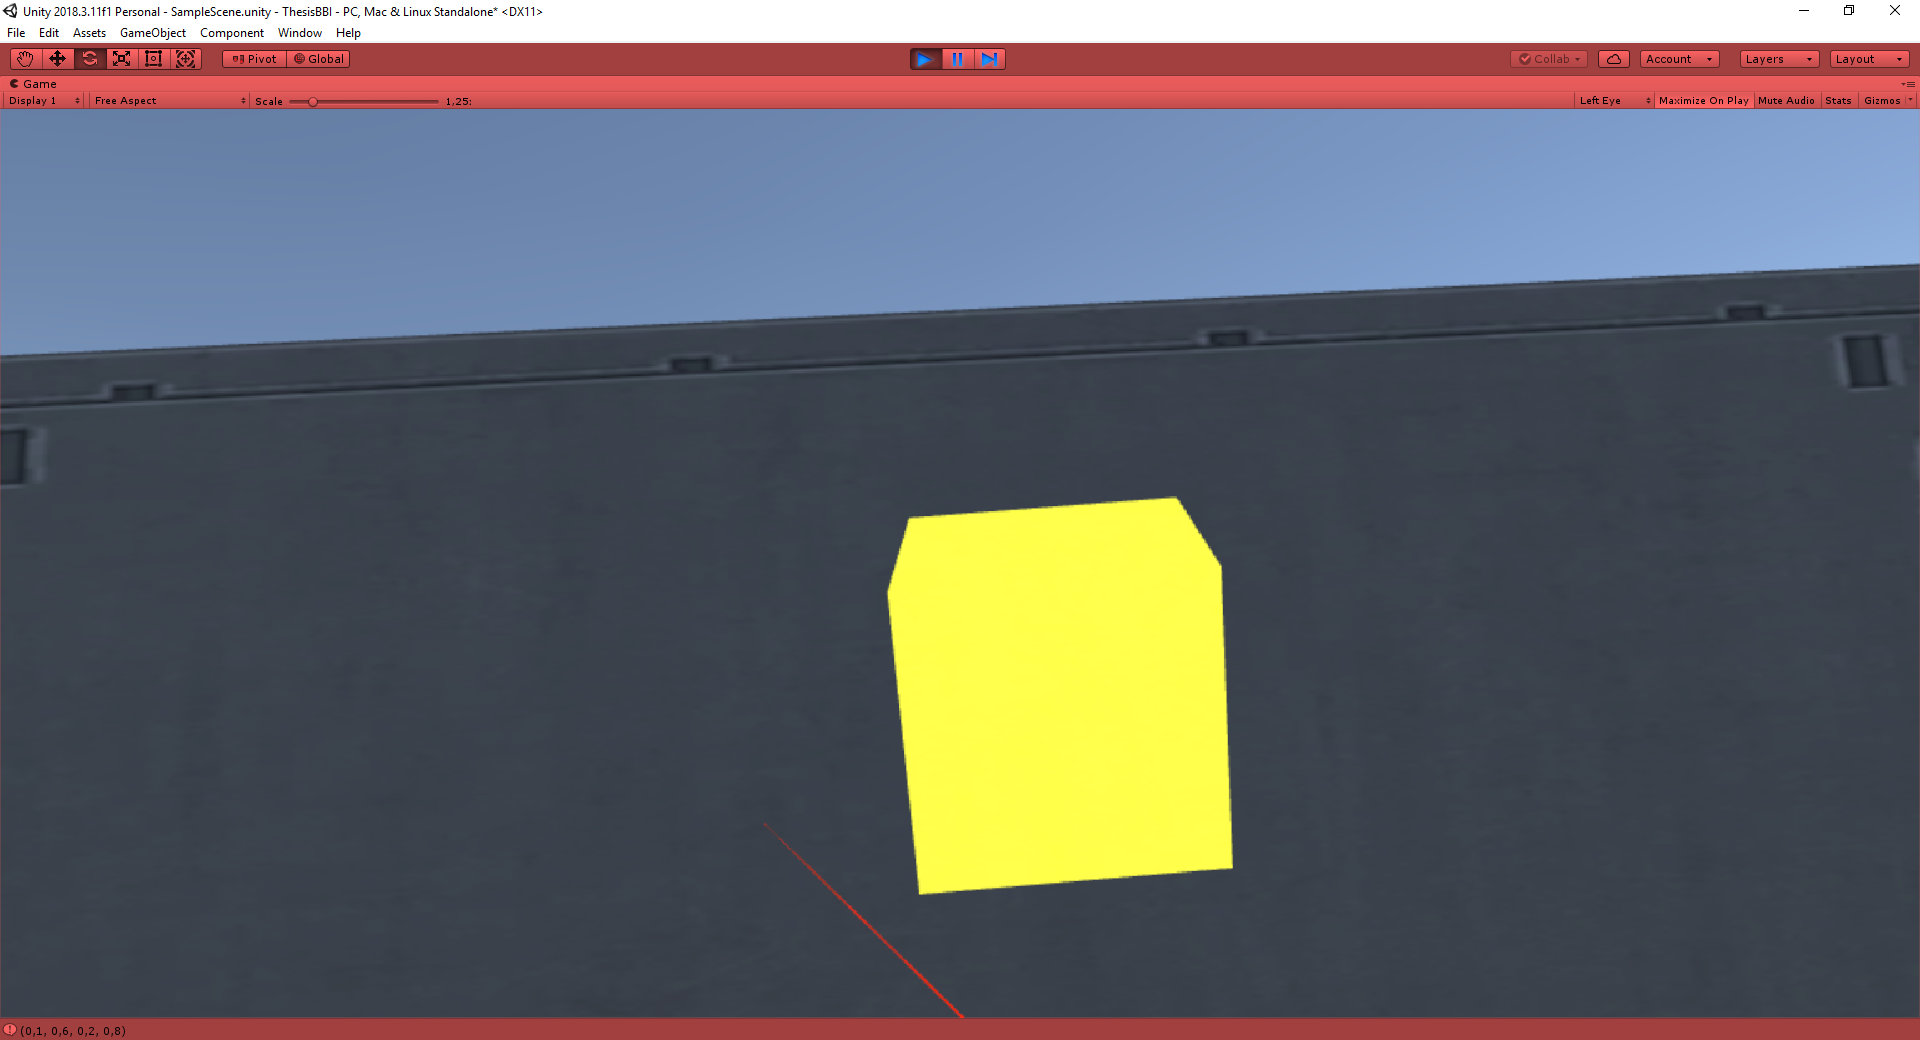 Unity 2018.3.11f1 Personal - SampleScene.unity - ThesisBBI - PC, Mac & Linux Standalone* <DX11>
File Edit Assets GameObject Component Window Help
Pivot Global Collab Account Layers Layout
Game
Display 1 Free Aspect Scale 1,25: Left Eye Maximize On Play Mute Audio Stats Gizmos
(0,1, 0,6, 0,2, 0,8)